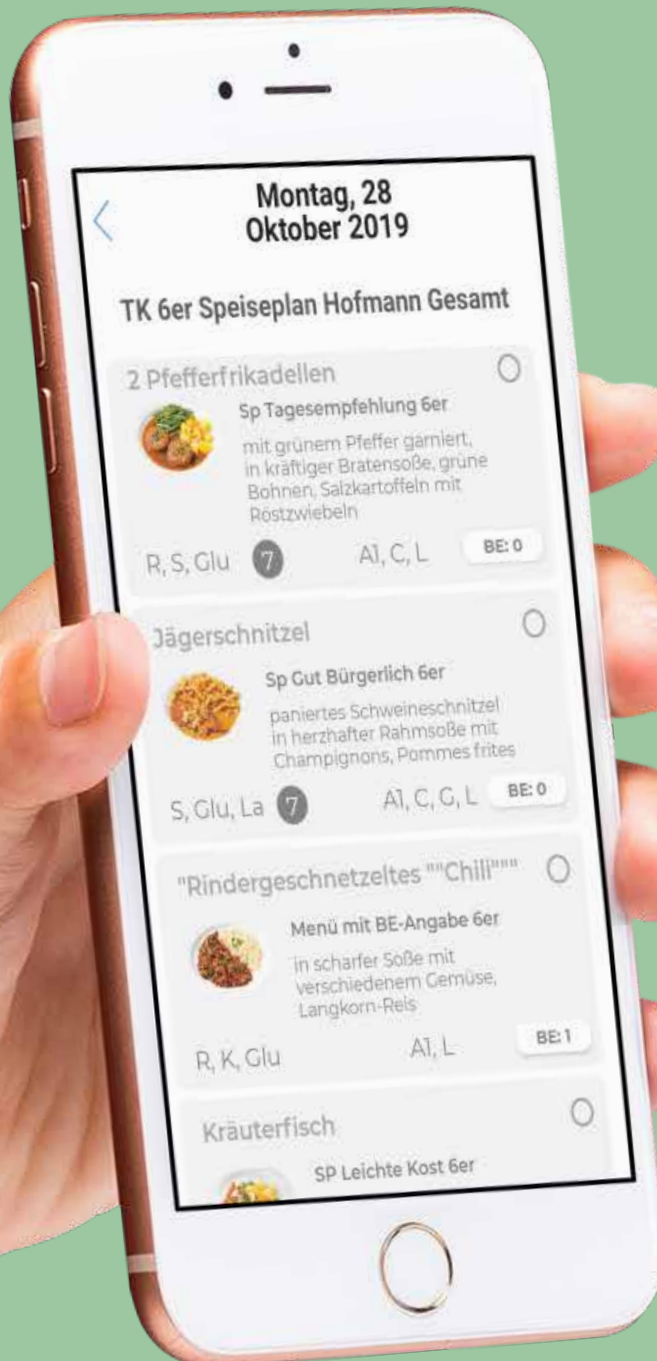 Montag, 28
Oktober 2019
TK 6er Speiseplan Hofmann Gesamt
2 Pfefferfrikadellen
Sp Tagesempfehlung 6er
mit grünem Pfeffer garniert,
in kräftiger Bratensoße, grüne
Bohnen, Salzkartoffeln mit
Röstzwiebeln
R, S, Glu 7 A1, C, L BE: 0
Jägerschnitzel
Sp Gut Bürgerlich 6er
paniertes Schweineschnitzel
in herzhafter Rahmsoße mit
Champignons, Pommes frites
S, Glu, La 7 A1, C, G, L BE: 0
"Rindergeschnetzeltes ""Chili"""
Menü mit BE-Angabe 6er
in scharfer Soße mit
verschiedenem Gemüse,
Langkorn-Reis
R, K, Glu A1, L BE: 1
Kräuterfisch
SP Leichte Kost 6er